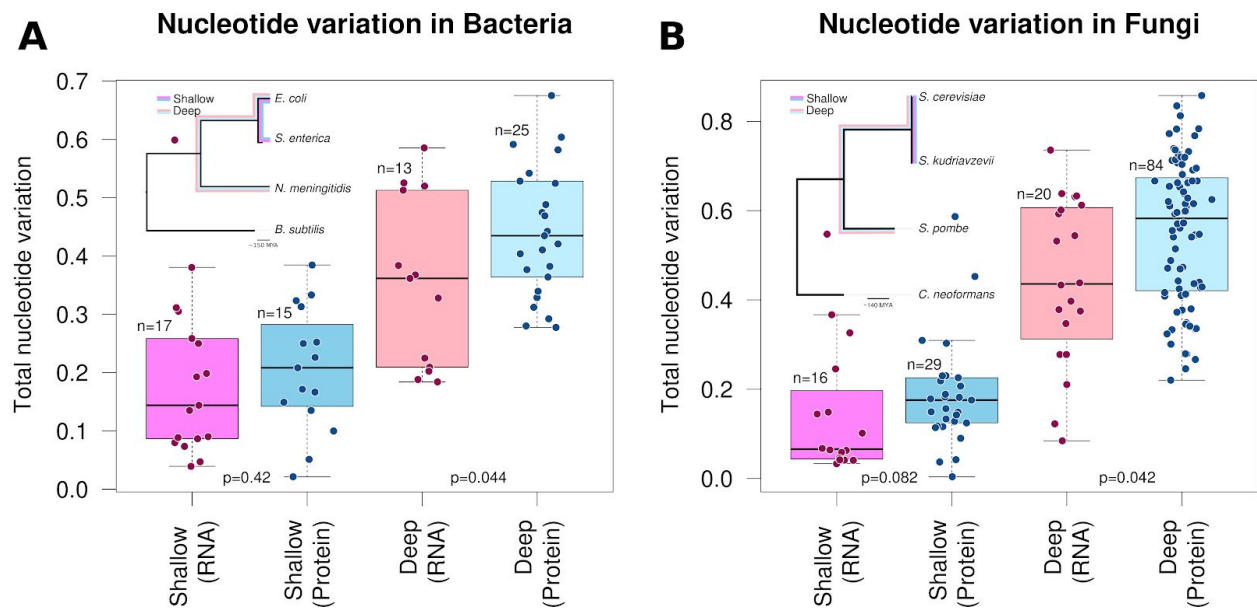 A
Nucleotide variation in Bacteria
Total nucleotide variation
0.7
0.6
0.5
0.4
0.3
0.2
0.1
0.0
Shallow
Deep
E. coli
S. enterica
N. meningitidis
B. subtilis
~150 MYA
n=17
n=15
n=13
n=25
p=0.42
p=0.044
Shallow
(RNA)
Shallow
(Protein)
Deep
(RNA)
Deep
(Protein)
B
Nucleotide variation in Fungi
Total nucleotide variation
0.8
0.6
0.4
0.2
0.0
Shallow
Deep
S. cerevisiae
S. kudriavzevii
S. pombe
C. neoformans
~140 MYA
n=16
n=29
n=20
n=84
p=0.082
p=0.042
Shallow
(RNA)
Shallow
(Protein)
Deep
(RNA)
Deep
(Protein)